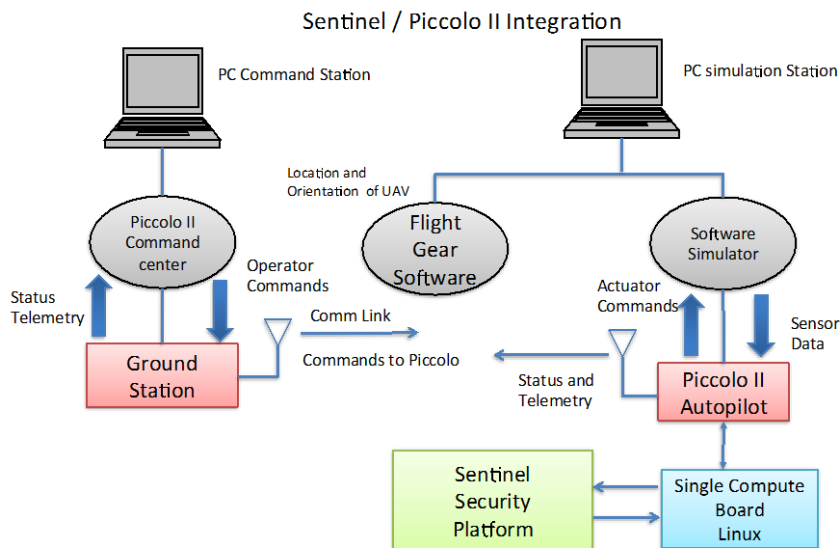 Sentinel / Piccolo II Integration
PC Command Station
PC simulation Station
Location and
Orientation of UAV
Piccolo II
Command
center
Flight
Gear
Software
Software
Simulator
Status
Telemetry
Operator
Commands
Comm Link
Commands to Piccolo
Actuator
Commands
Sensor
Data
Ground
Station
Status and
Telemetry
Piccolo II
Autopilot
Sentinel
Security
Platform
Single Compute
Board
Linux